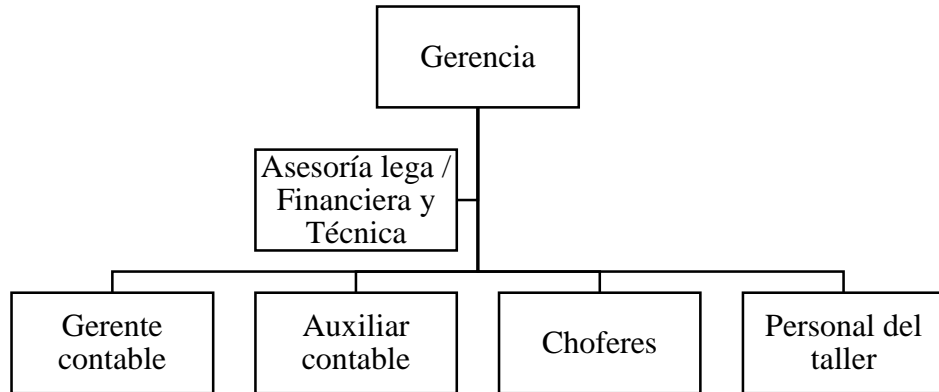 Gerencia
Asesoría lega /
Financiera y
Técnica
Gerente
contable
Auxiliar
contable
Choferes
Personal del
taller